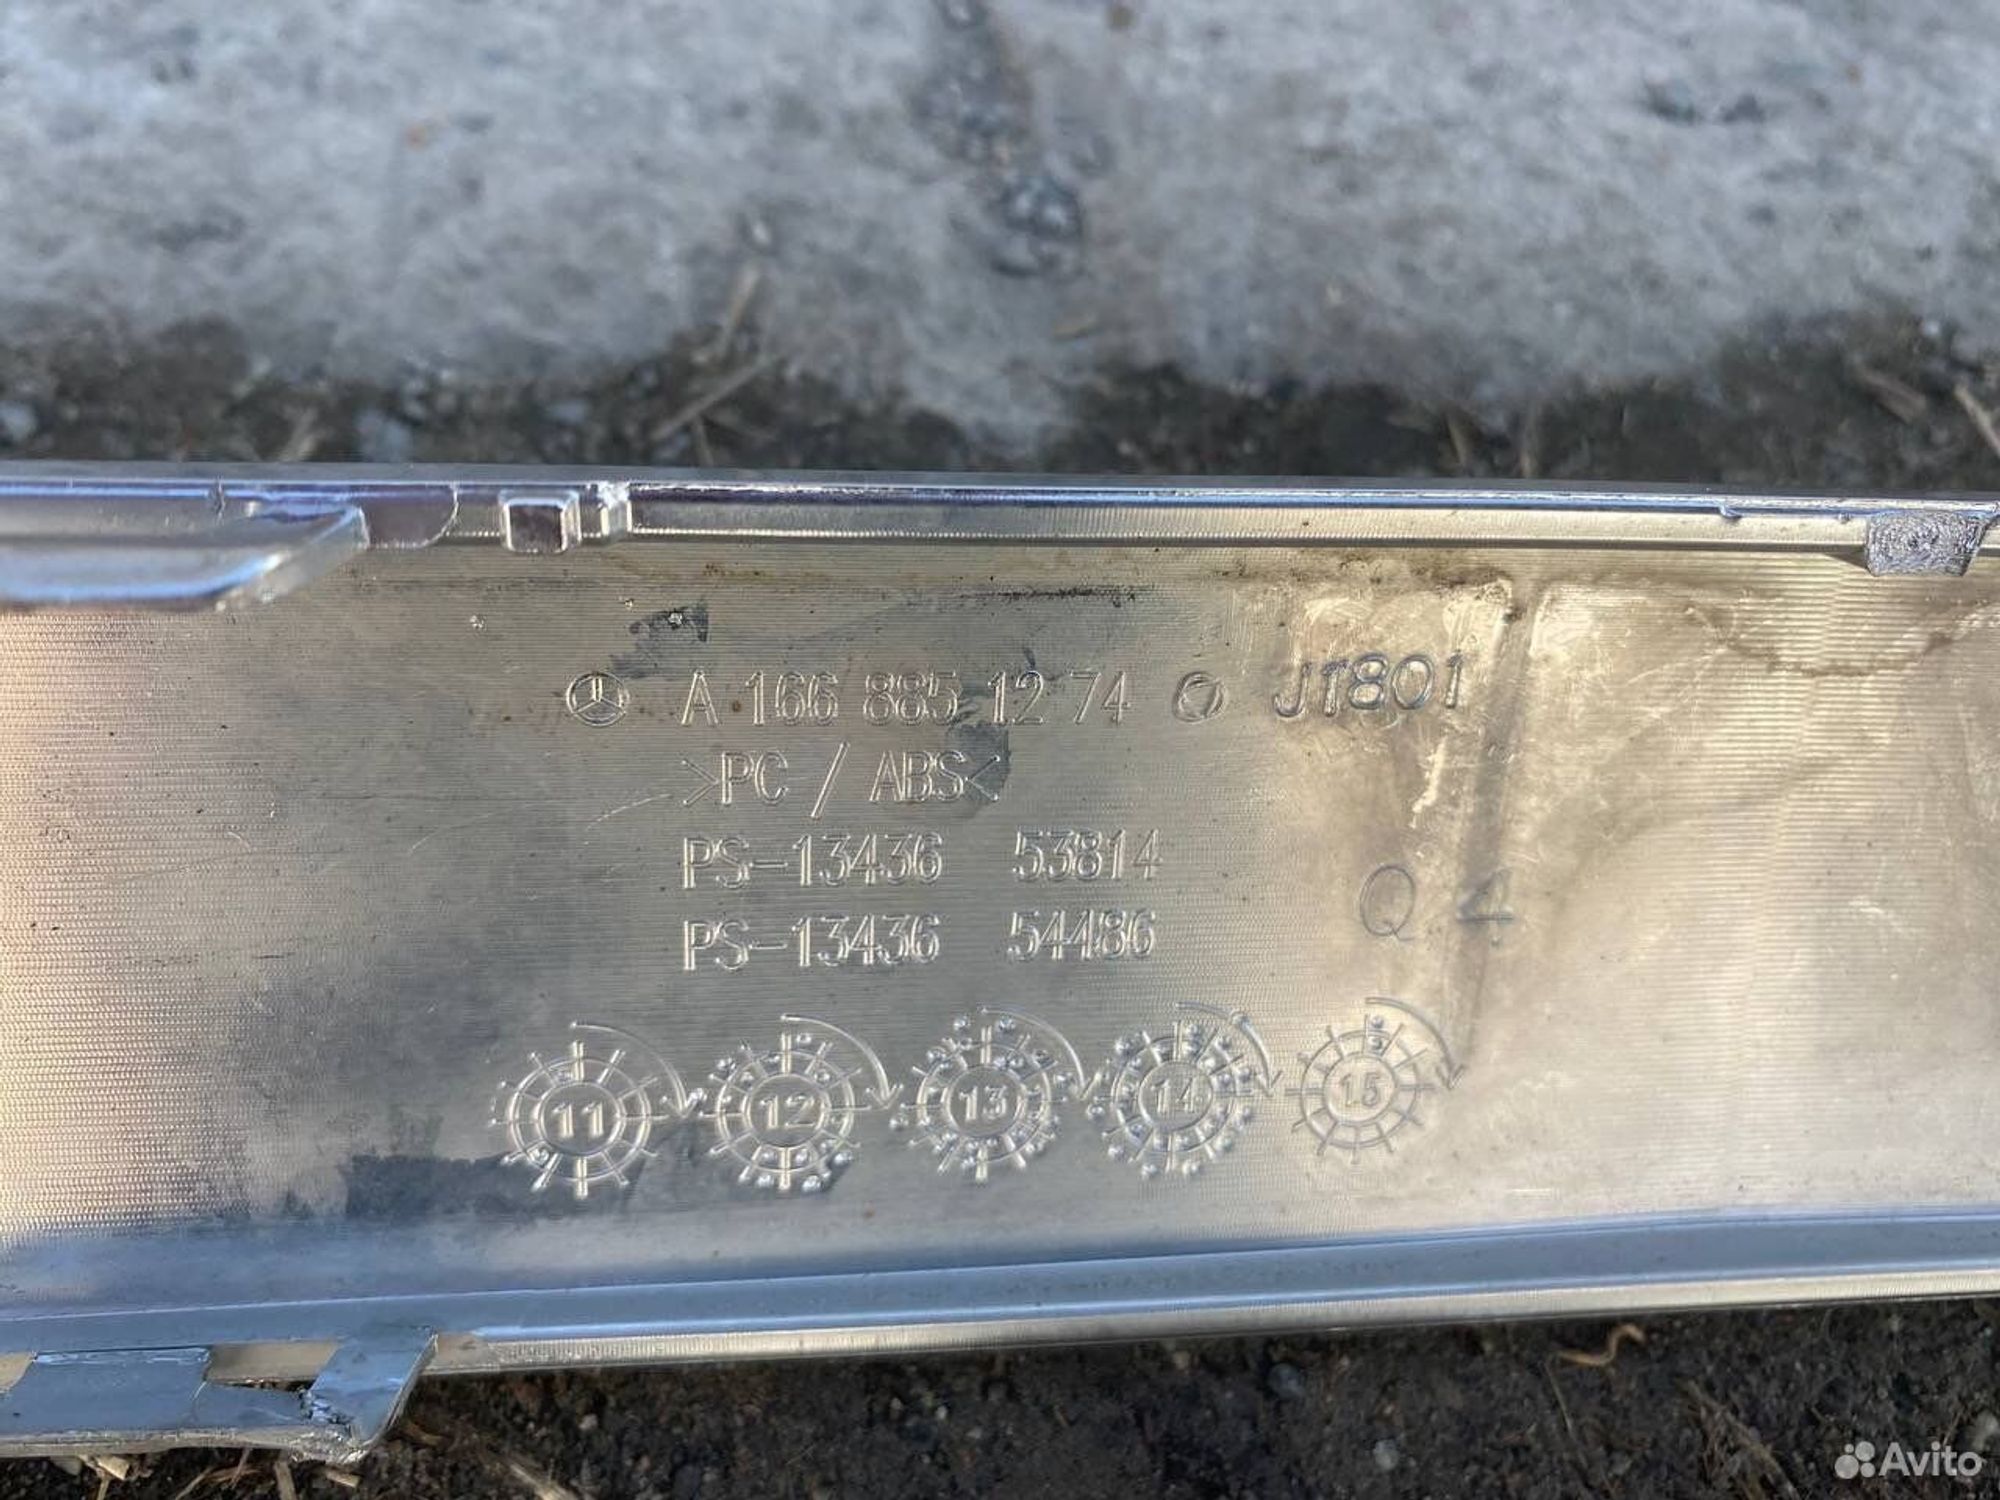 A 166 885 12 74 J1801
>PC / ABS<
PS-13436 53814
PS-13436 54486
Q 4
11 12 13 14 15
Avito